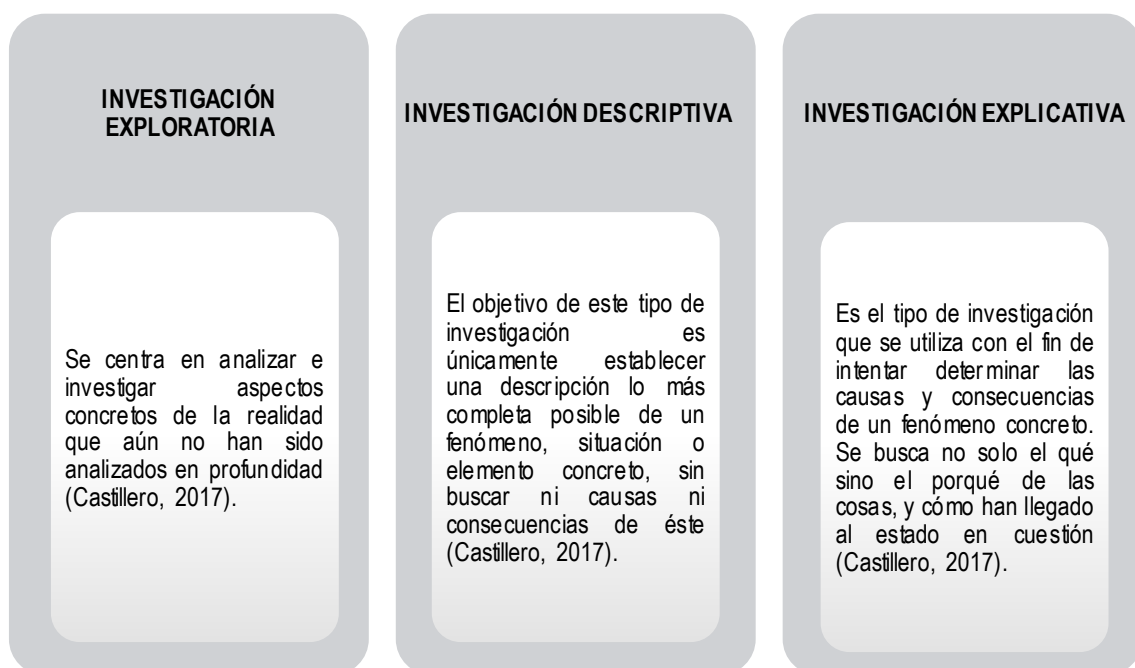 INVESTIGACIÓN
EXPLORATORIA
Se centra en analizar e
investigar aspectos
concretos de la realidad
que aún no han sido
analizados en profundidad
(Castillero, 2017).
INVESTIGACIÓN DESCRIPTIVA
El objetivo de este tipo de
investigación es
únicamente establecer
una descripción lo más
completa posible de un
fenómeno, situación o
elemento concreto, sin
buscar ni causas ni
consecuencias de éste
(Castillero, 2017).
INVESTIGACIÓN EXPLICATIVA
Es el tipo de investigación
que se utiliza con el fin de
intentar determinar las
causas y consecuencias
de un fenómeno concreto.
Se busca no solo el qué
sino el porqué de las
cosas, y cómo han llegado
al estado en cuestión
(Castillero, 2017).